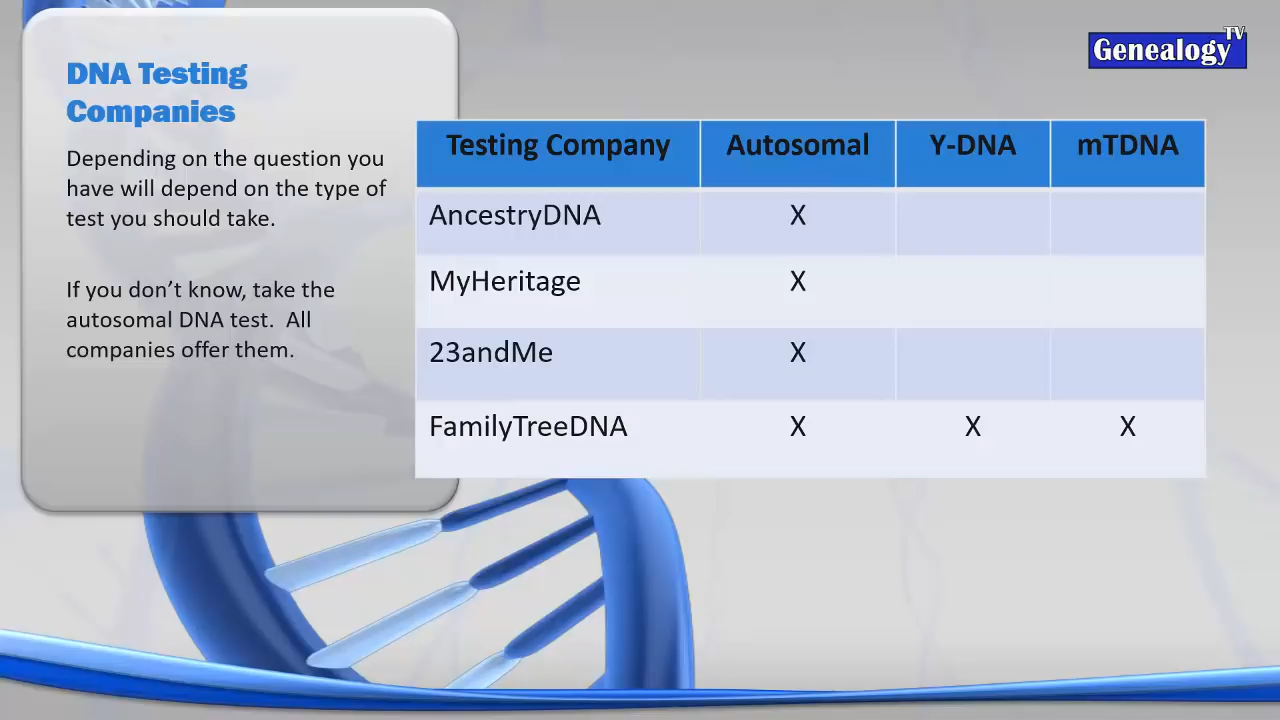 Genealogy TV
DNA Testing
Companies
Depending on the question you
have will depend on the type of
test you should take.
If you don’t know, take the
autosomal DNA test.  All
companies offer them.
Testing Company Autosomal Y-DNA mTDNA
AncestryDNA X
MyHeritage X
23andMe X
FamilyTreeDNA X X X